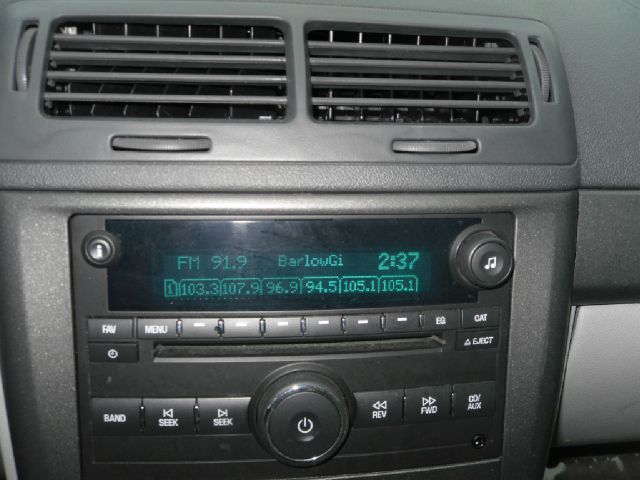 FM 91.9 BarlowGi 2:37
1 103.3 107.9 96.9 94.5 105.1 105.1
FAV MENU EQ CAT
EJECT
BAND SEEK SEEK REV FWD CD/
AUX